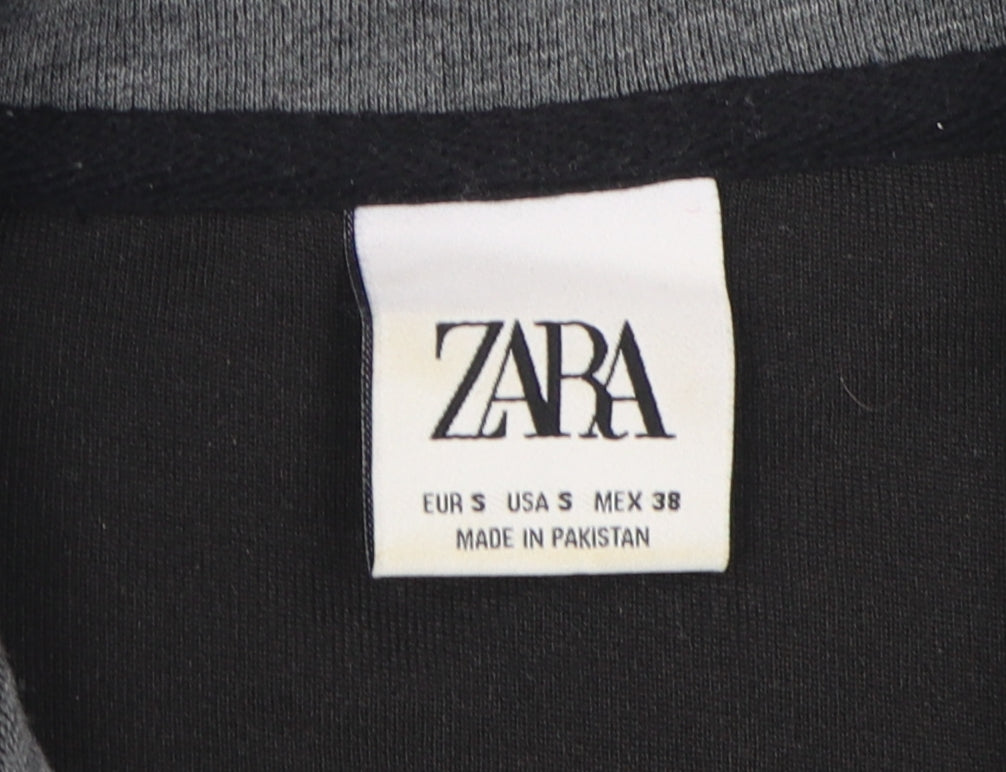 ZARA
EUR S USA S MEX 38
MADE IN PAKISTAN